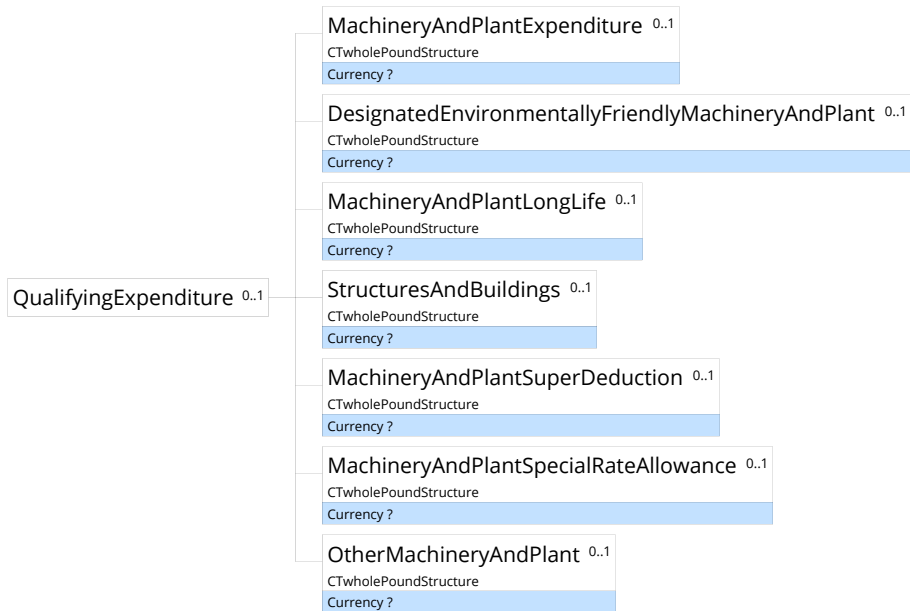 MachineryAndPlantExpenditure 0..1
CTwholePoundStructure
Currency ?
DesignatedEnvironmentallyFriendlyMachineryAndPlant 0..1
CTwholePoundStructure
Currency ?
MachineryAndPlantLongLife 0..1
CTwholePoundStructure
Currency ?
QualifyingExpenditure 0..1
StructuresAndBuildings 0..1
CTwholePoundStructure
Currency ?
MachineryAndPlantSuperDeduction 0..1
CTwholePoundStructure
Currency ?
MachineryAndPlantSpecialRateAllowance 0..1
CTwholePoundStructure
Currency ?
OtherMachineryAndPlant 0..1
CTwholePoundStructure
Currency ?